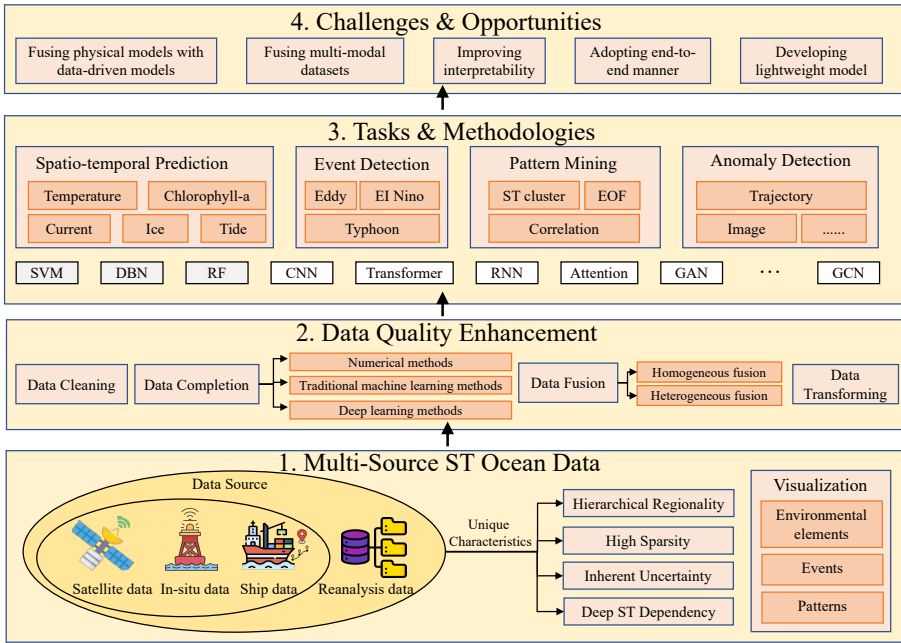 4. Challenges & Opportunities
Fusing physical models with
data-driven models
Fusing multi-modal
datasets
Improving
interpretability
Adopting end-to-
end manner
Developing
lightweight model
3. Tasks & Methodologies
Spatio-temporal Prediction
Temperature
Chlorophyll-a
Current
Ice
Tide
Event Detection
Eddy
EI Nino
Typhoon
Pattern Mining
ST cluster
EOF
Correlation
Anomaly Detection
Trajectory
Image
......
SVM
DBN
RF
CNN
Transformer
RNN
Attention
GAN
...
GCN
2. Data Quality Enhancement
Data Cleaning
Data Completion
Numerical methods
Traditional machine learning methods
Deep learning methods
Data Fusion
Homogeneous fusion
Heterogeneous fusion
Data
Transforming
1. Multi-Source ST Ocean Data
Data Source
Satellite data
In-situ data
Ship data
Reanalysis data
Unique
Characteristics
Hierarchical Regionality
High Sparsity
Inherent Uncertainty
Deep ST Dependency
Visualization
Environmental
elements
Events
Patterns